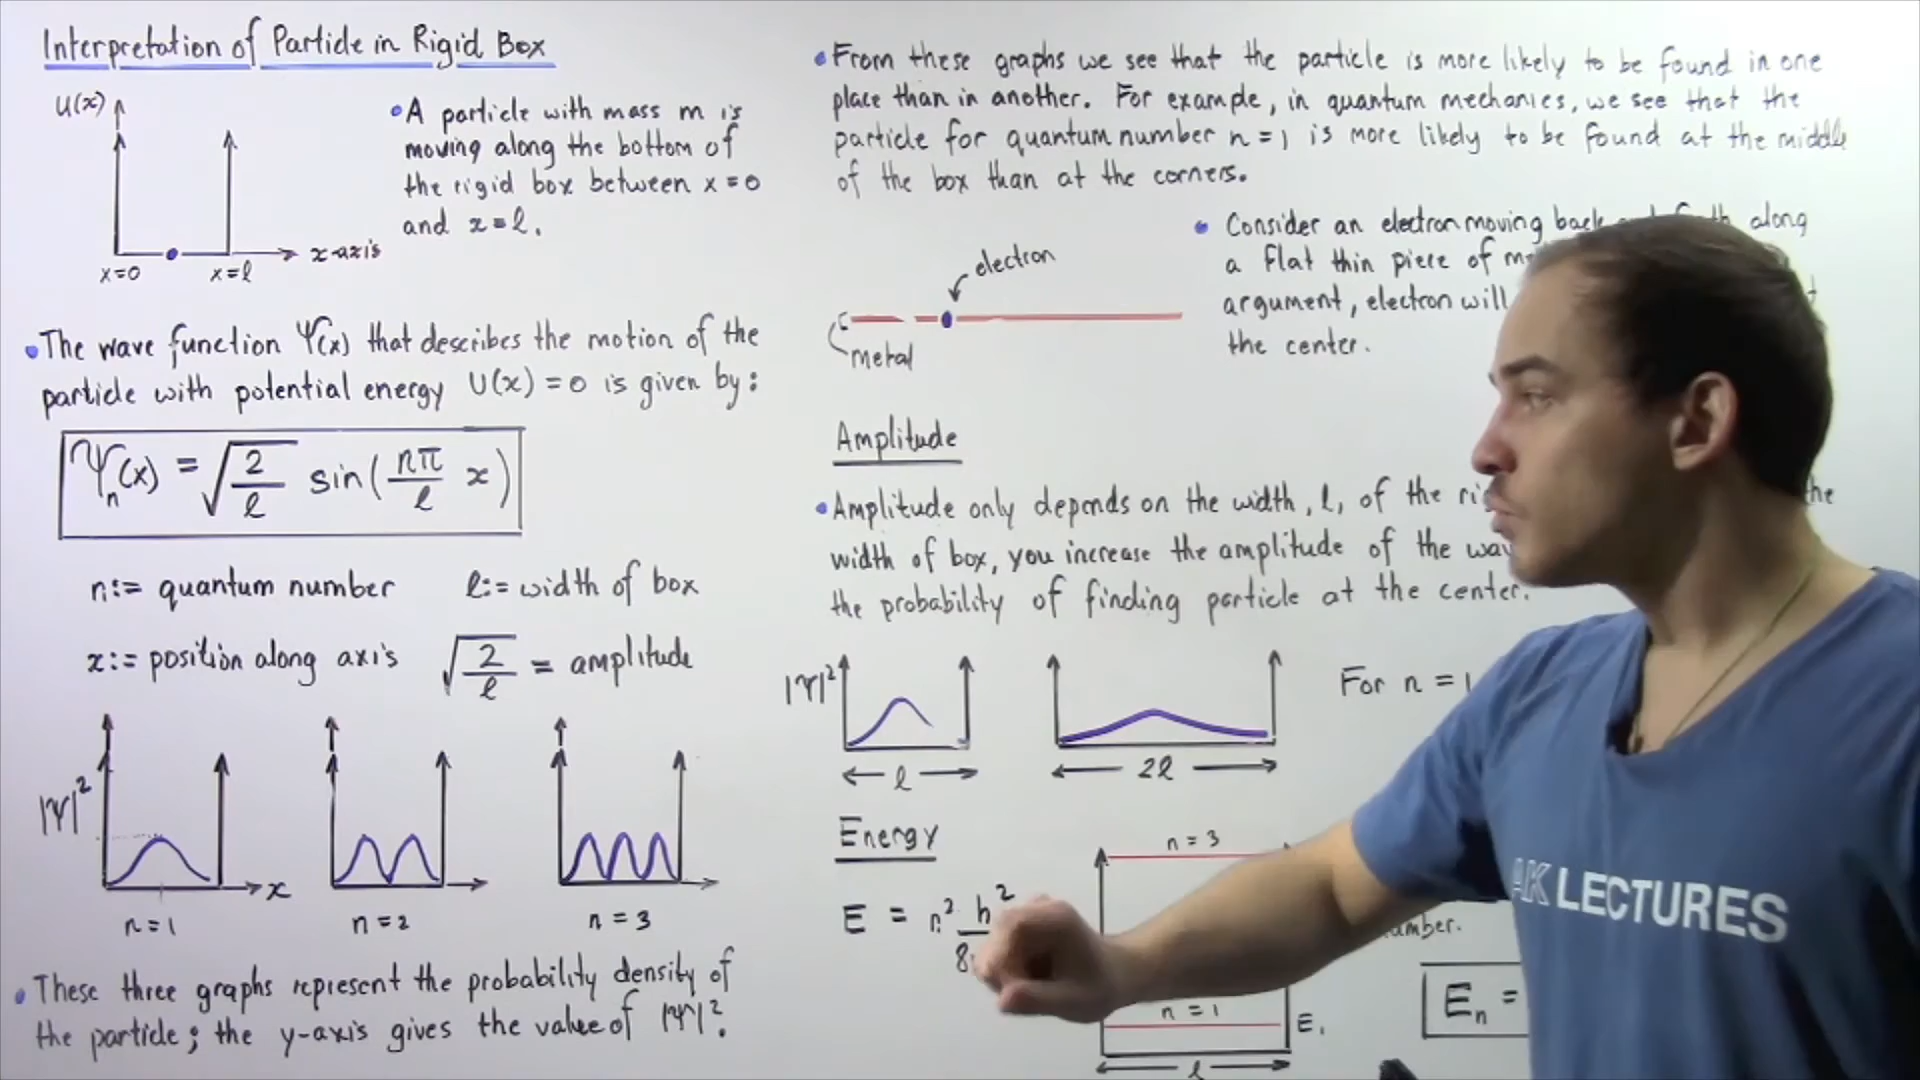 Interpretation of Particle in Rigid Box
U(x)
x=0
x=l
x-axis
• A particle with mass m is
moving along the bottom of
the rigid box between x=0
and x=l.
• The wave function Ψ(x) that describes the motion of the
particle with potential energy U(x)=0 is given by:
Ψn(x) = √(2/l) sin(nπ/l x)
n:= quantum number
l:= width of box
x:= position along axis
√(2/l) = amplitude
|Ψ|²
x
n=1
n=2
n=3
• These three graphs represent the probability density of
the particle; the y-axis gives the value of |Ψ|².
• From these graphs we see that the particle is more likely to be found in one
place than in another. For example, in quantum mechanics, we see that the
particle for quantum number n=1 is more likely to be found at the middle
of the box than at the corners.
electron
metal
• Consider an electron moving back along
a flat thin piece of
argument, electron will
the center.
Amplitude
• Amplitude only depends on the width, l, of the the
width of box, you increase the amplitude of the
the probability of finding particle at the center.
|Ψ|²
l
2l
For n = 1
Energy
E = n² h²
8
n = 3
n = 1
E₁
l
En =
AK LECTURES